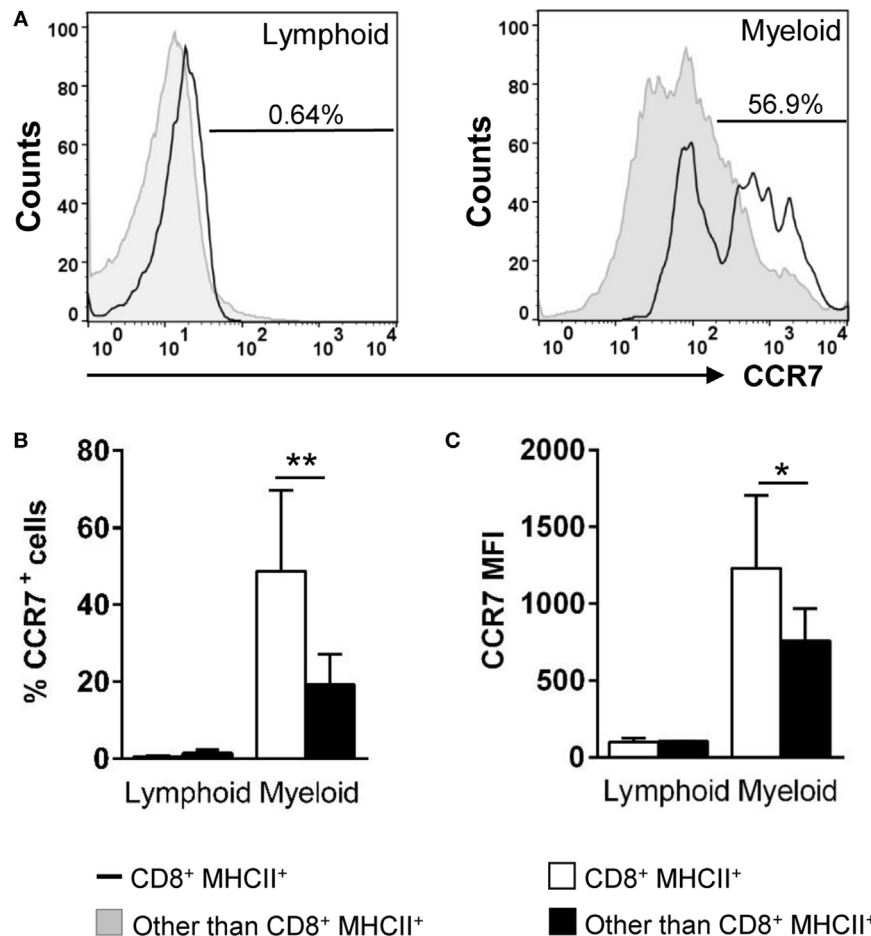 A
Lymphoid
0.64%
Counts
100
80
60
40
20
0
10⁰ 10¹ 10² 10³ 10⁴
Myeloid
56.9%
Counts
100
80
60
40
20
0
10⁰ 10¹ 10² 10³ 10⁴
CCR7
B
% CCR7⁺ cells
80
60
40
20
0
**
Lymphoid Myeloid
C
CCR7 MFI
2000
1500
1000
500
0
*
Lymphoid Myeloid
CD8⁺ MHCII⁺
Other than CD8⁺ MHCII⁺
CD8⁺ MHCII⁺
Other than CD8⁺ MHCII⁺